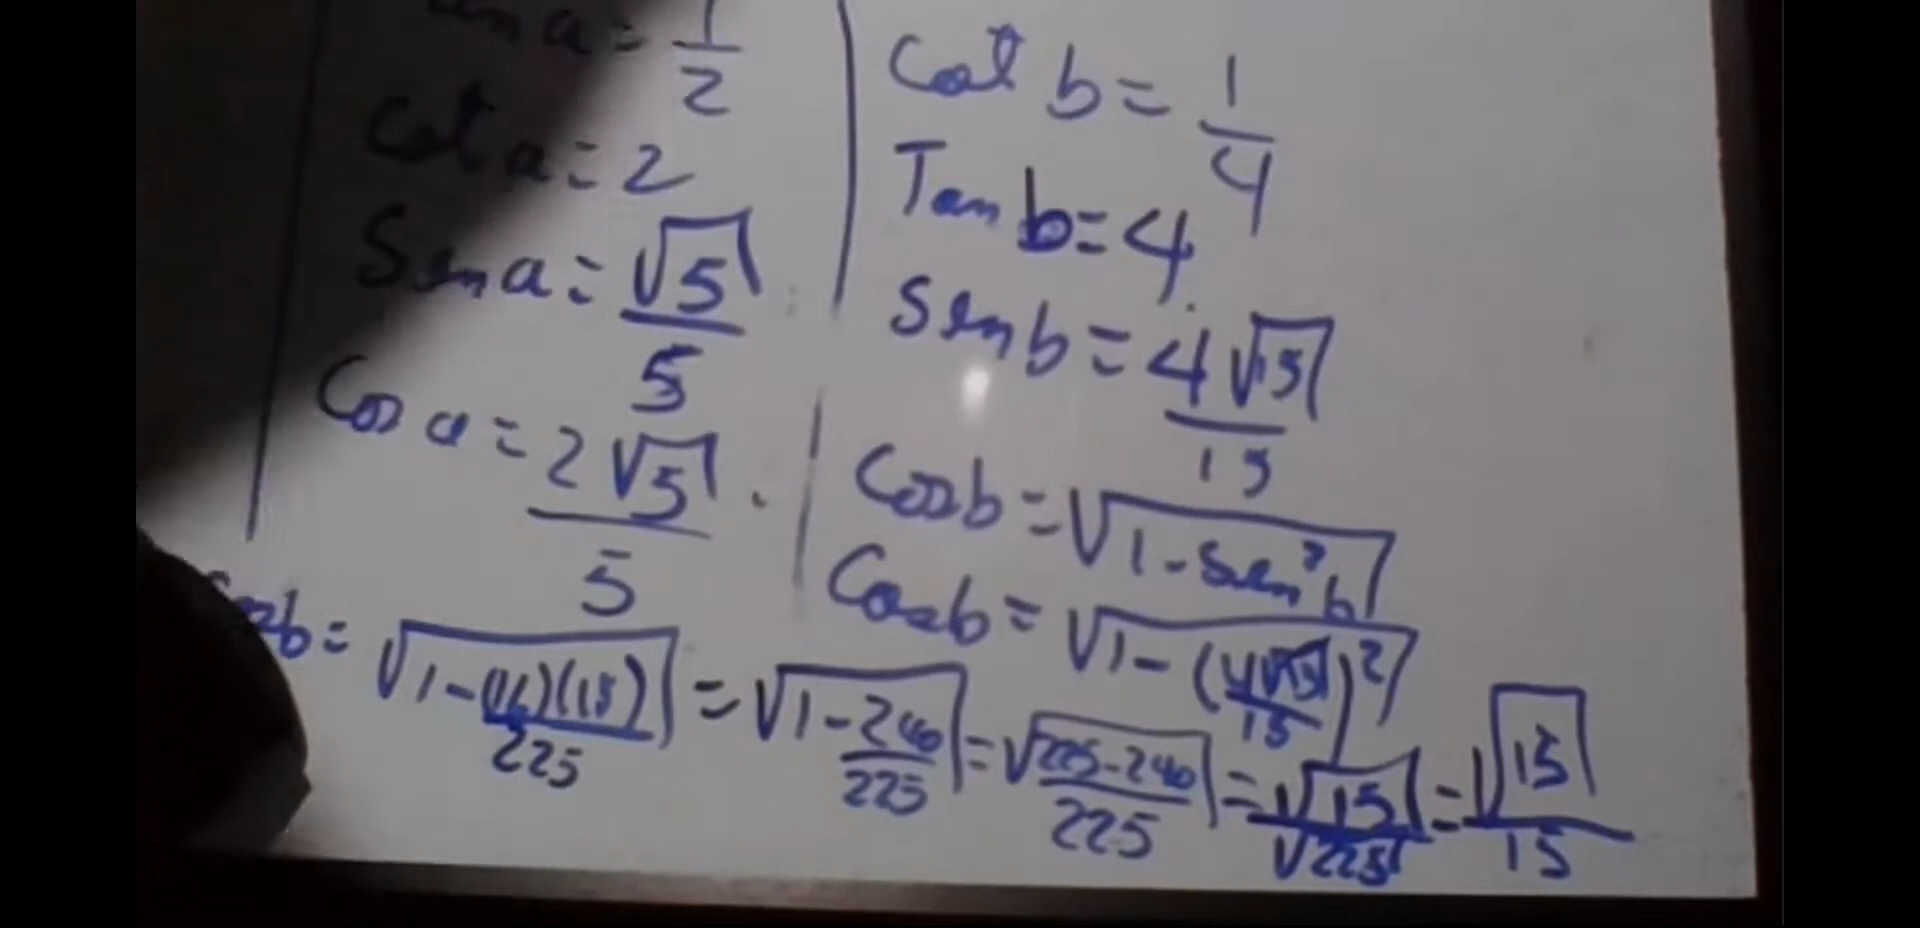 a = 1/2
Cot a = 2
Sen a = √5/5
Cos a = 2√5/5
Cot b = 1/4
Tan b = 4
Sen b = 4√15/15
Cos b = √(1 - Sen² b)
Cos b = √(1 - (4√15/15)²)
b = √(1 - (16)(15)/225) = √(1 - 240/225) = √((225 - 240)/225) = √15/√225 = √15/15